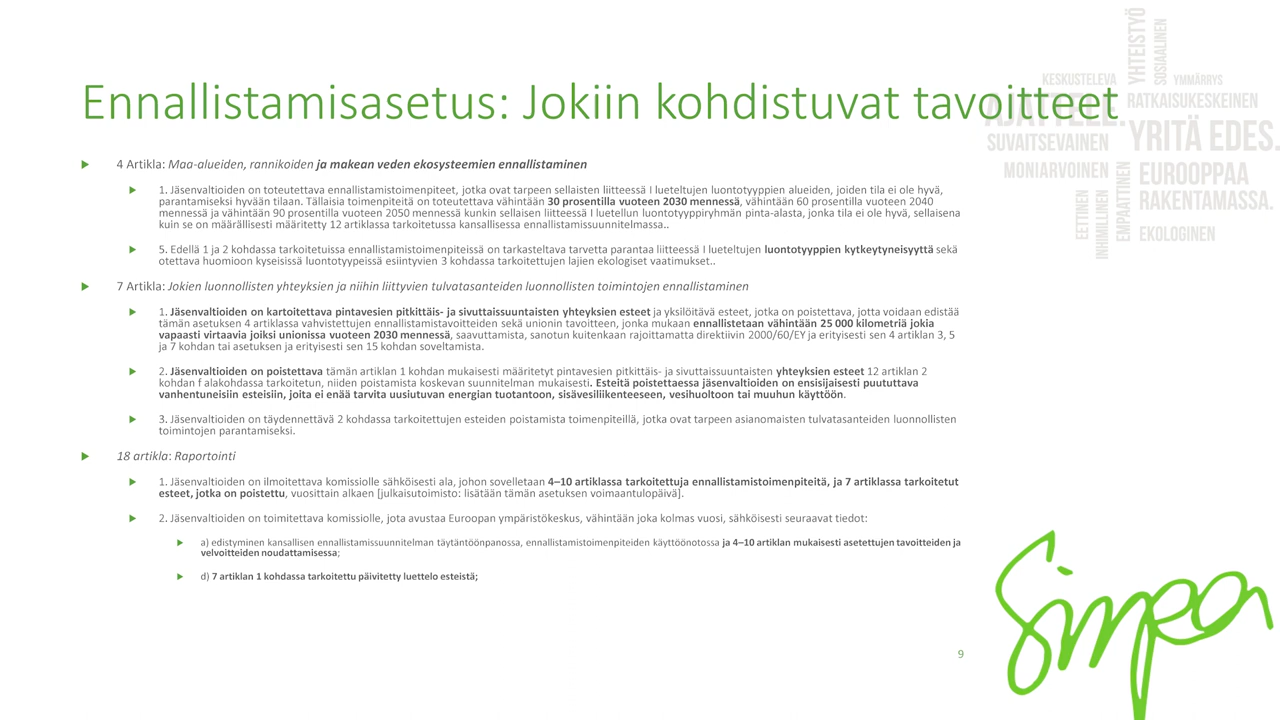 Ennallistamisasetus: Jokiin kohdistuvat tavoitteet
4 Artikla: Maa-alueiden, rannikoiden ja makean veden ekosysteemien ennallistaminen
1. Jäsenvaltioiden on toteutettava ennallistamistoimenpiteet, jotka ovat tarpeen sellaisten liitteessä I lueteltujen luontotyyppien alueiden, joiden tila ei ole hyvä,
parantamiseksi hyvään tilaan. Tällaisia toimenpiteitä on toteutettava vähintään 30 prosentilla vuoteen 2030 mennessä, vähintään 60 prosentilla vuoteen 2040
mennessä ja vähintään 90 prosentilla vuoteen 2050 mennessä kunkin sellaisen liitteessä I luetellun luontotyyppiryhmän pinta-alasta, jonka tila ei ole hyvä, sellaisena
kuin se on määrällisesti määritetty 12 artiklassa tarkoitetussa kansallisessa ennallistamissuunnitelmassa..
5. Edellä 1 ja 2 kohdassa tarkoitetuissa ennallistamistoimenpiteissä on tarkasteltava tarvetta parantaa liitteessä I lueteltujen luontotyyppien kytkeytyneisyyttä sekä
otettava huomioon kyseisissä luontotyypeissä esiintyvien 3 kohdassa tarkoitettujen lajien ekologiset vaatimukset..
7 Artikla: Jokien luonnollisten yhteyksien ja niihin liittyvien tulvatasanteiden luonnollisten toimintojen ennallistaminen
1. Jäsenvaltioiden on kartoitettava pintavesien pitkittäis- ja sivuttaissuuntaisten yhteyksien esteet ja yksilöitävä esteet, jotka on poistettava, jotta voidaan edistää
tämän asetuksen 4 artiklassa vahvistettujen ennallistamistavoitteiden sekä unionin tavoitteen, jonka mukaan ennallistetaan vähintään 25 000 kilometriä jokia
vapaasti virtaavia joiksi unionissa vuoteen 2030 mennessä, saavuttamista, sanotun kuitenkaan rajoittamatta direktiivin 2000/60/EY ja erityisesti sen 4 artiklan 3, 5
ja 7 kohdan tai asetuksen ja erityisesti sen 15 kohdan soveltamista.
2. Jäsenvaltioiden on poistettava tämän artiklan 1 kohdan mukaisesti määritetyt pintavesien pitkittäis- ja sivuttaissuuntaisten yhteyksien esteet 12 artiklan 2
kohdan f alakohdassa tarkoitetun, niiden poistamista koskevan suunnitelman mukaisesti. Esteitä poistettaessa jäsenvaltioiden on ensisijaisesti puututtava
vanhentuneisiin esteisiin, joita ei enää tarvita uusiutuvan energian tuotantoon, sisävesiliikenteeseen, vesihuoltoon tai muuhun käyttöön.
3. Jäsenvaltioiden on täydennettävä 2 kohdassa tarkoitettujen esteiden poistamista toimenpiteillä, jotka ovat tarpeen asianomaisten tulvatasanteiden luonnollisten
toimintojen parantamiseksi.
18 artikla: Raportointi
1. Jäsenvaltioiden on ilmoitettava komissiolle sähköisesti ala, johon sovelletaan 4–10 artiklassa tarkoitettuja ennallistamistoimenpiteitä, ja 7 artiklassa tarkoitetut
esteet, jotka on poistettu, vuosittain alkaen [julkaisutoimisto: lisätään tämän asetuksen voimaantulopäivä].
2. Jäsenvaltioiden on toimitettava komissiolle, jota avustaa Euroopan ympäristökeskus, vähintään joka kolmas vuosi, sähköisesti seuraavat tiedot:
a) edistyminen kansallisen ennallistamissuunnitelman täytäntöönpanossa, ennallistamistoimenpiteiden käyttöönotossa ja 4–10 artiklan mukaisesti asetettujen tavoitteiden ja
velvoitteiden noudattamisessa;
d) 7 artiklan 1 kohdassa tarkoitettu päivitetty luettelo esteistä;
9
YHTEISTYÖ
SOSIAALINEN
KESKUSTELEVA
YMMÄRRYS
AJATTELE.
RATKAISUKESKEINEN
SUVAITSEVAINEN
YRITÄ EDES.
MONIARVOINEN
EUROOPPAA
RAKENTAMASSA.
EETTINEN
INHIMILLINEN
EMPAATTINEN
EKOLOGINEN
Simpa